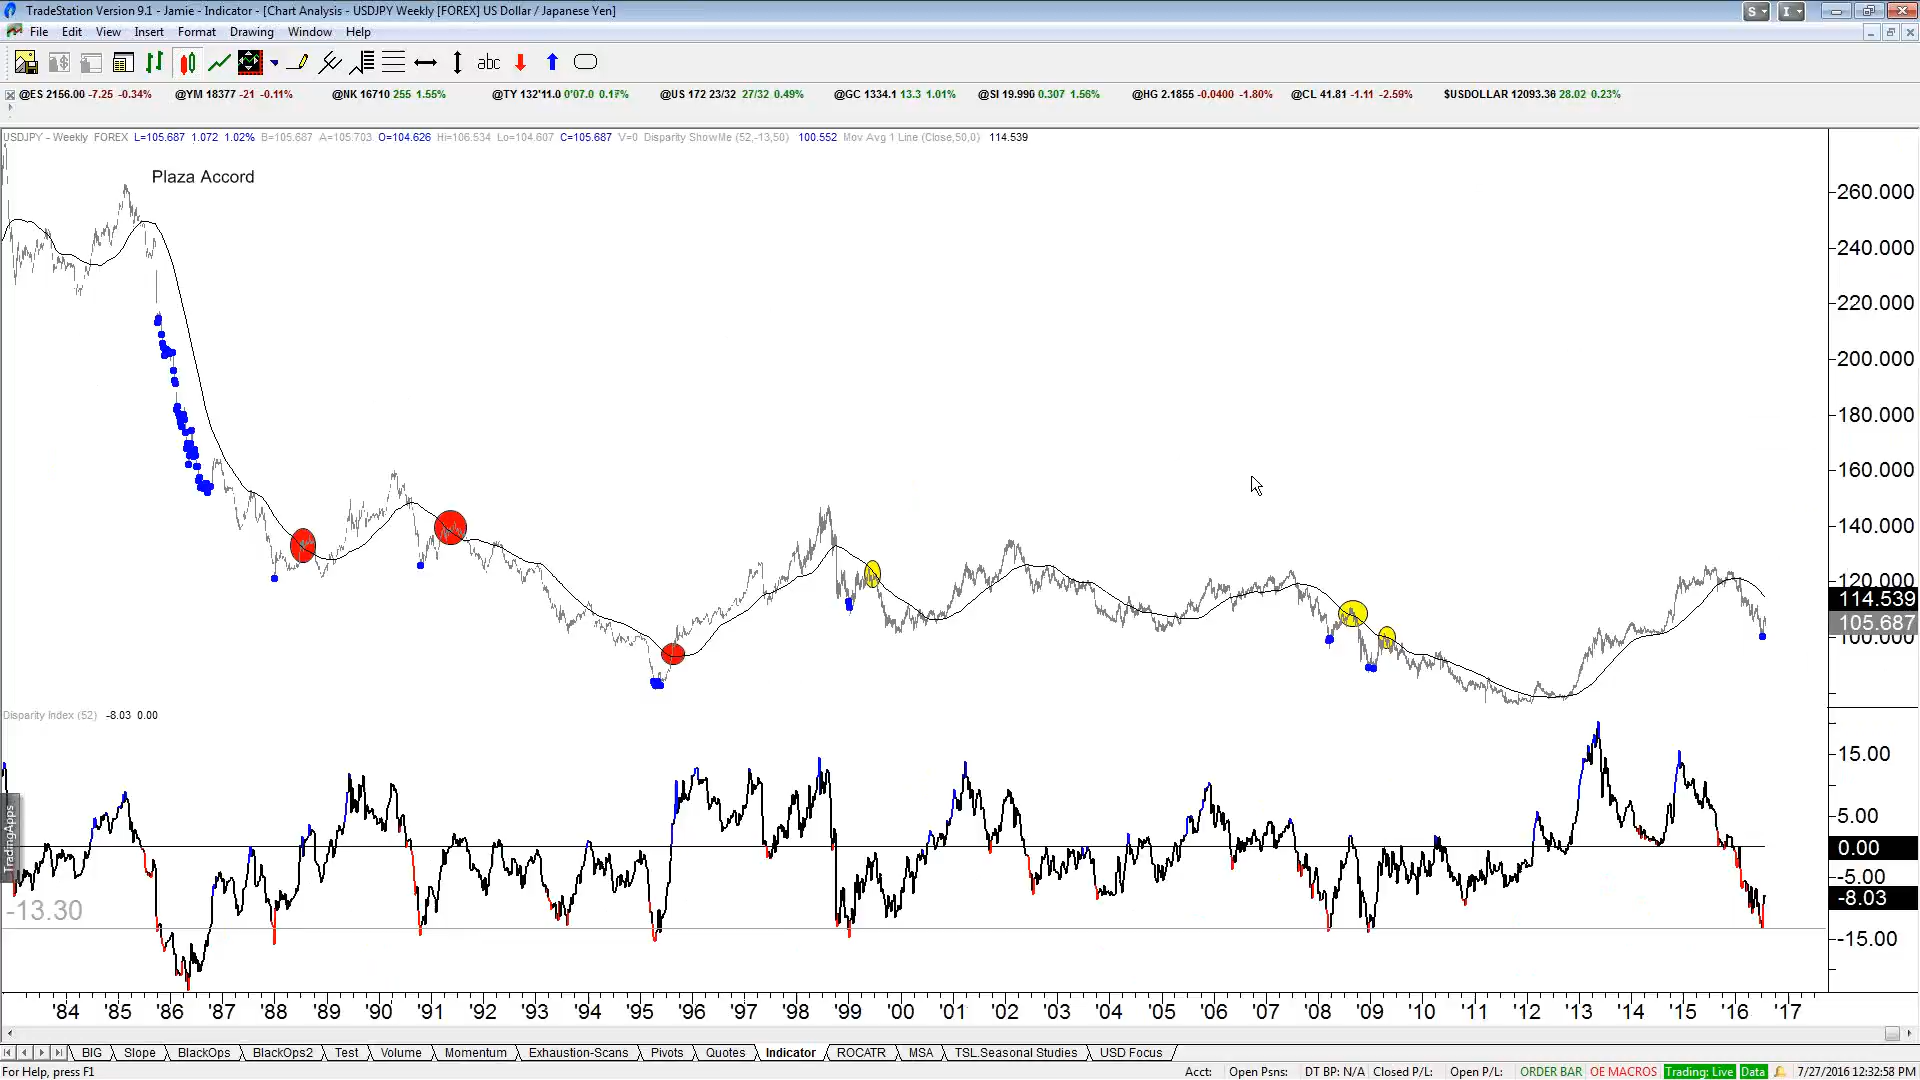 TradeStation Version 9.1 - Jamie - Indicator - [Chart Analysis - USDJPY Weekly [FOREX] US Dollar / Japanese Yen]
S I
File Edit View Insert Format Drawing Window Help
abc
@ES 2156.00 -7.25 -0.34% @YM 18377 -21 -0.11% @NK 16710 255 1.55% @TY 132'11.0 0'07.0 0.17% @US 172 23/32 27/32 0.49% @GC 1334.1 13.3 1.01% @SI 19.990 0.307 1.56% @HG 2.1855 -0.0400 -1.80% @CL 41.81 -1.11 -2.59% $USDOLLAR 12093.36 28.02 0.23%
USDJPY - Weekly FOREX L=105.687 1.072 1.02% B=105.687 A=105.703 O=104.626 Hi=106.534 Lo=104.607 C=105.687 V=0 Disparity ShowMe (52,-13,50) 100.552 Mov Avg 1 Line (Close,50,0) 114.539
Plaza Accord
260.000
240.000
220.000
200.000
180.000
160.000
140.000
120.000
114.539
105.687
100.000
Disparity Index (52) -8.03 0.00
15.00
5.00
0.00
-5.00
-8.03
-15.00
TradingApps
-13.30
'84 '85 '86 '87 '88 '89 '90 '91 '92 '93 '94 '95 '96 '97 '98 '99 '00 '01 '02 '03 '04 '05 '06 '07 '08 '09 '10 '11 '12 '13 '14 '15 '16 '17
BIG Slope BlackOps BlackOps2 Test Volume Momentum Exhaustion-Scans Pivots Quotes Indicator ROCATR MSA TSL.Seasonal Studies USD Focus
For Help, press F1 Acct: Open Psns: DT BP: N/A Closed P/L: Open P/L: ORDER BAR OE MACROS Trading: Live Data 7/27/2016 12:32:58 PM